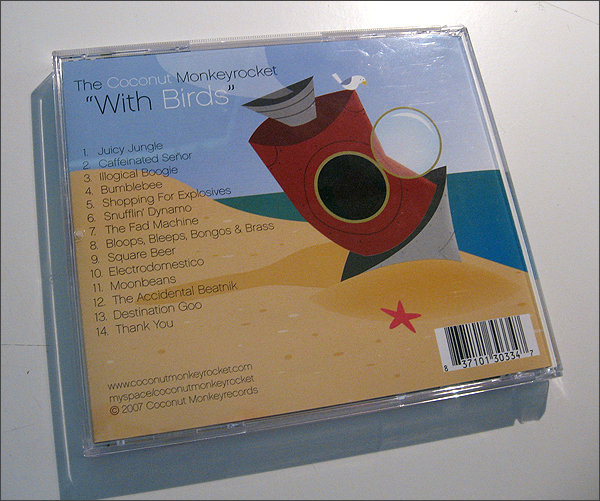 The Coconut Monkeyrocket
"With Birds"
1. Juicy Jungle
2. Caffeinated Señor
3. Illogical Boogie
4. Bumblebee
5. Shopping For Explosives
6. Snufflin' Dynamo
7. The Fad Machine
8. Bloops, Bleeps, Bongos & Brass
9. Square Beer
10. Electrodomestico
11. Moonbeans
12. The Accidental Beatnik
13. Destination Goo
14. Thank You
www.coconutmonkeyrocket.com
myspace/coconutmonkeyrocket
© 2007 Coconut Monkeyrecords
8 37101 30334 7